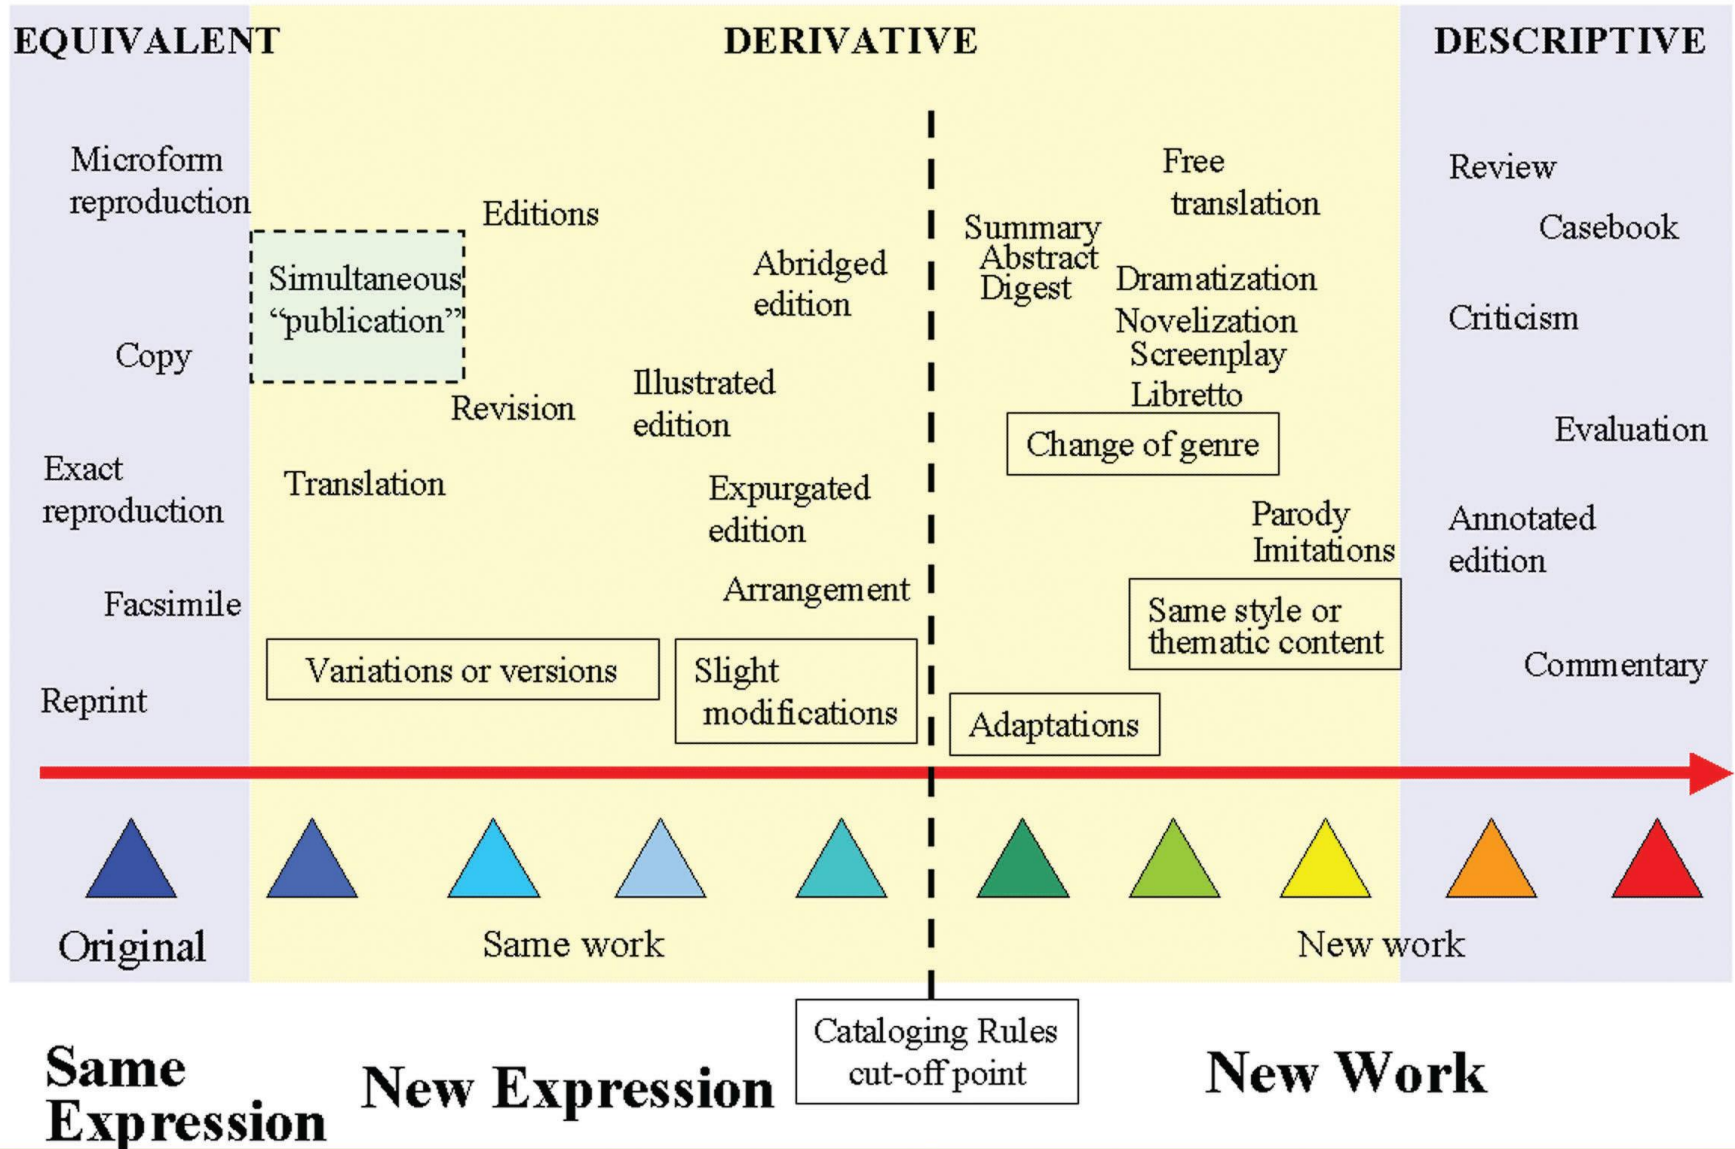 EQUIVALENT
DERIVATIVE
DESCRIPTIVE
Microform
reproduction
Copy
Exact
reproduction
Facsimile
Reprint
Simultaneous
“publication”
Editions
Revision
Translation
Abridged
edition
Illustrated
edition
Expurgated
edition
Arrangement
Variations or versions
Slight
modifications
Free
translation
Summary
Abstract
Digest
Dramatization
Novelization
Screenplay
Libretto
Change of genre
Parody
Imitations
Same style or
thematic content
Adaptations
Review
Casebook
Criticism
Evaluation
Annotated
edition
Commentary
Original
Same work
New work
Cataloging Rules
cut-off point
Same
Expression
New Expression
New Work